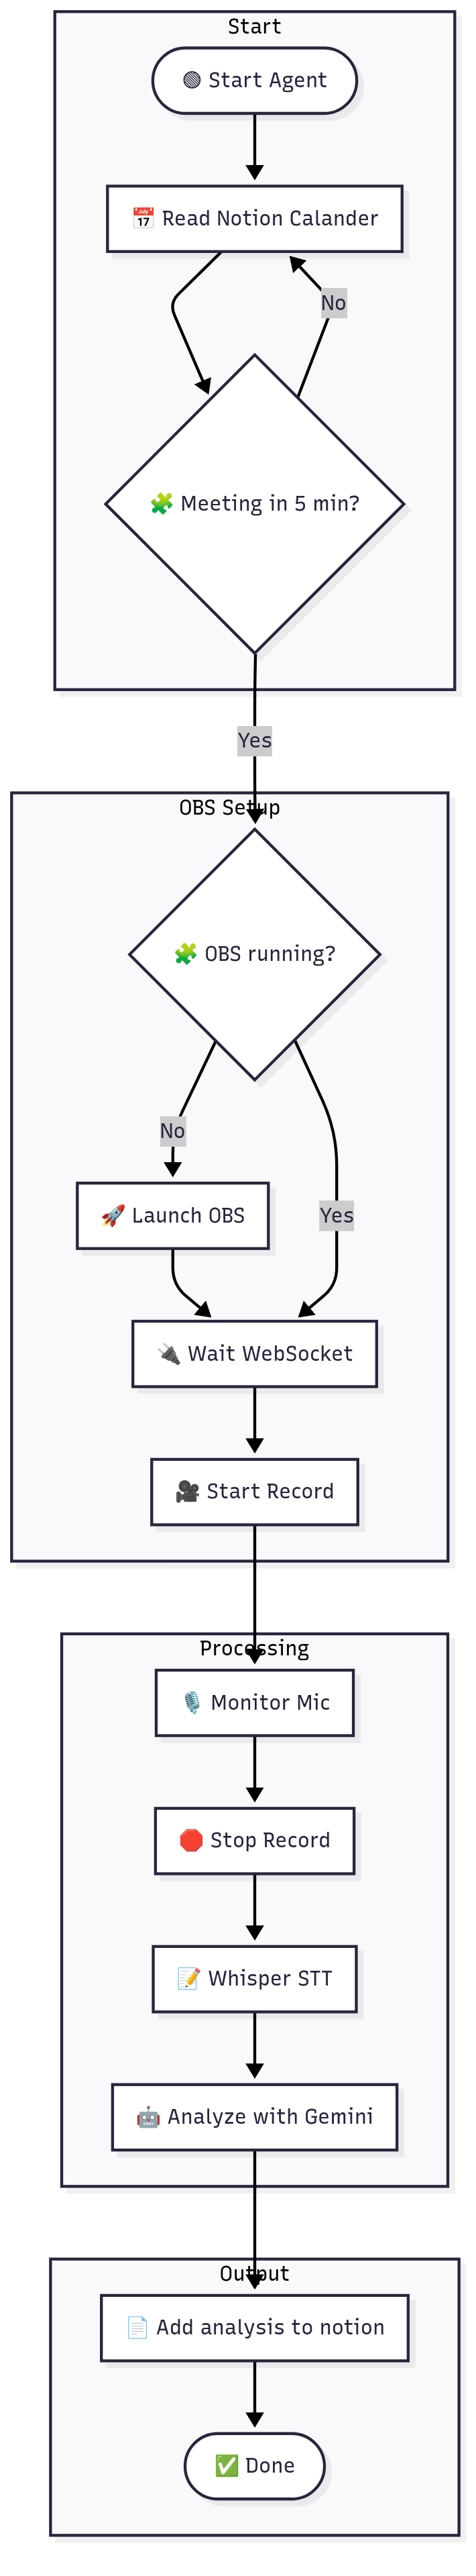 Start
Start Agent
📅 Read Notion Calander
No
🧩 Meeting in 5 min?
Yes
OBS Setup
🧩 OBS running?
No
🚀 Launch OBS
Yes
🔌 Wait WebSocket
🎥 Start Record
Processing
🎙️ Monitor Mic
🛑 Stop Record
📝 Whisper STT
🤖 Analyze with Gemini
Output
📄 Add analysis to notion
✅ Done